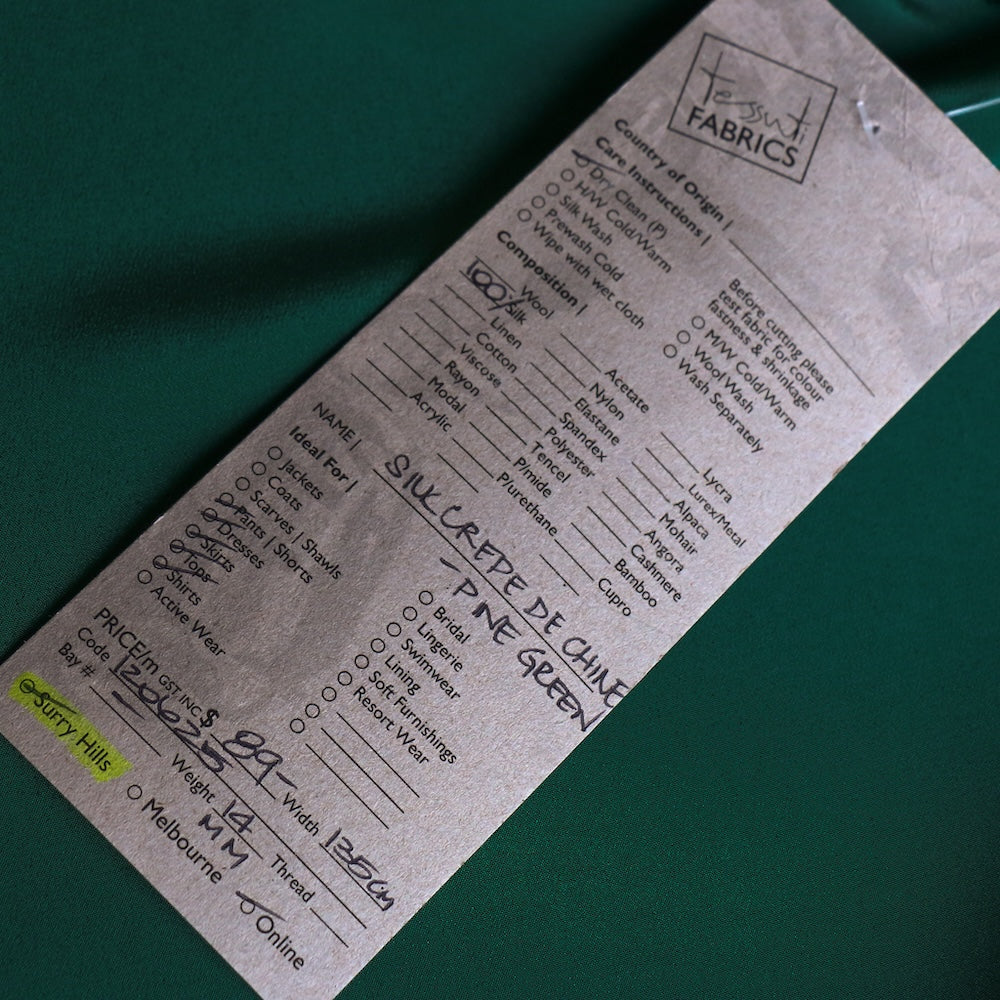 tessuti
FABRICS
Country of Origin |
Care Instructions |
Dry Clean (P)
H/W Cold/Warm
Silk Wash
Prewash Cold
Wipe with wet cloth
Before cutting please
test fabric for colour
fastness & shrinkage
M/W Cold/Warm
Wool Wash
Wash Separately
Composition |
Wool
100% Silk
Linen
Cotton
Viscose
Rayon
Modal
Acrylic
Acetate
Nylon
Elastane
Spandex
Polyester
Tencel
P/mide
P/urethane
Lycra
Lurex/Metal
Alpaca
Mohair
Angora
Cashmere
Bamboo
Cupro
NAME | SILK CREPE DE CHINE
- PINE GREEN
Ideal For |
Jackets
Coats
Scarves | Shawls
Pants | Shorts
Dresses
Skirts
Tops
Shirts
Active Wear
Bridal
Lingerie
Swimwear
Lining
Soft Furnishings
Resort Wear
PRICE/m GST INC $ 89-
Code 120625 Width 135cm
Bay # Weight 14 MM Thread
Surry Hills Melbourne Online